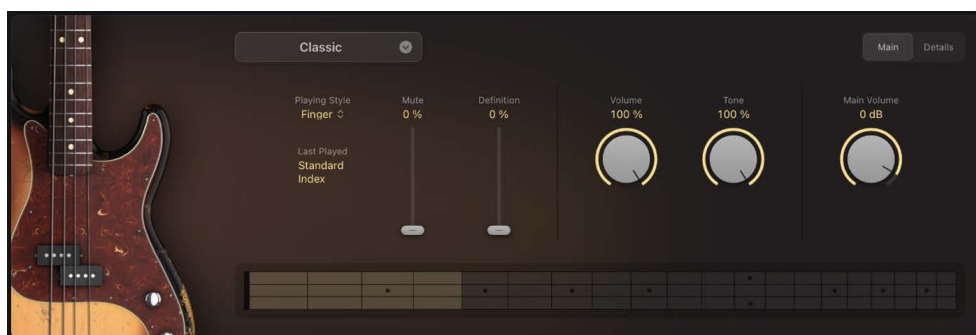 Classic
Main
Details
Playing Style
Finger
Mute
0 %
Definition
0 %
Volume
100 %
Tone
100 %
Main Volume
0 dB
Last Played
Standard
Index